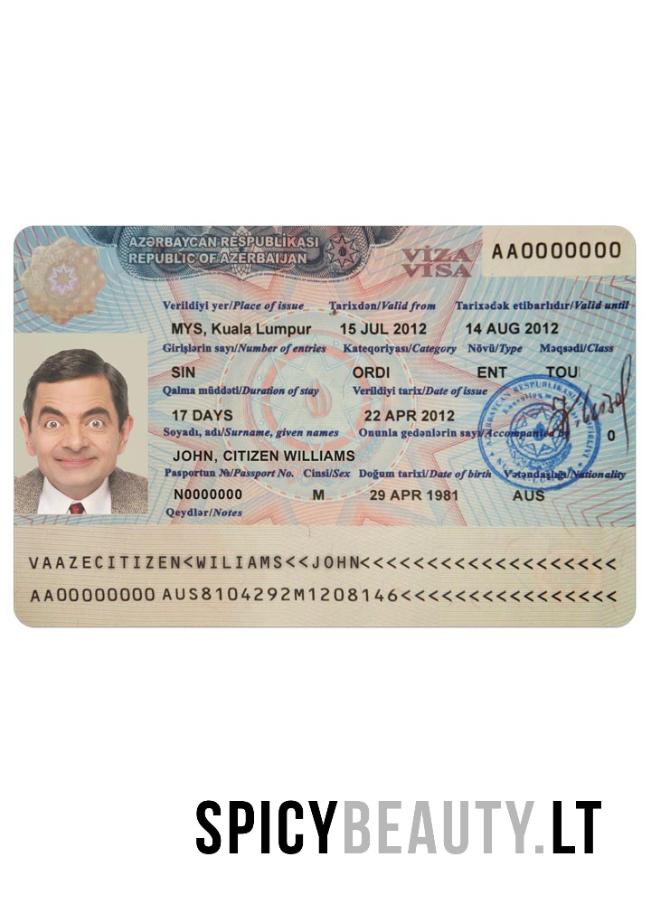 AZƏRBAYCAN RESPUBLİKASI
REPUBLIC OF AZERBAIJAN
VİZA
VISA
AA0000000
Verildiyi yer/Place of issue Tarixdən/Valid from Tarixədək etibarlıdır/Valid until
MYS, Kuala Lumpur 15 JUL 2012 14 AUG 2012
Girişlərin sayı/Number of entries Kateqoriyası/Category Növü/Type Məqsədi/Class
SIN ORDI ENT TOU
Qalma müddəti/Duration of stay Verildiyi tarix/Date of issue
17 DAYS 22 APR 2012
Soyadı, adı/Surname, given names Onunla gedənlərin sayı/Accompanied by
0
JOHN, CITIZEN WILLIAMS
Pasportun №/Passport No. Cinsi/Sex Doğum tarixi/Date of birth Vətəndaşlığı/Nationality
N0000000 M 29 APR 1981 AUS
Qeydlər/Notes
VAAZECITIZEN<WILIAMS<<JOHN<<<<<<<<<<<<<<<<<<<
AA00000000 AUS8104292M1208146<<<<<<<<<<<<<<<<
SPICYBEAUTY.LT